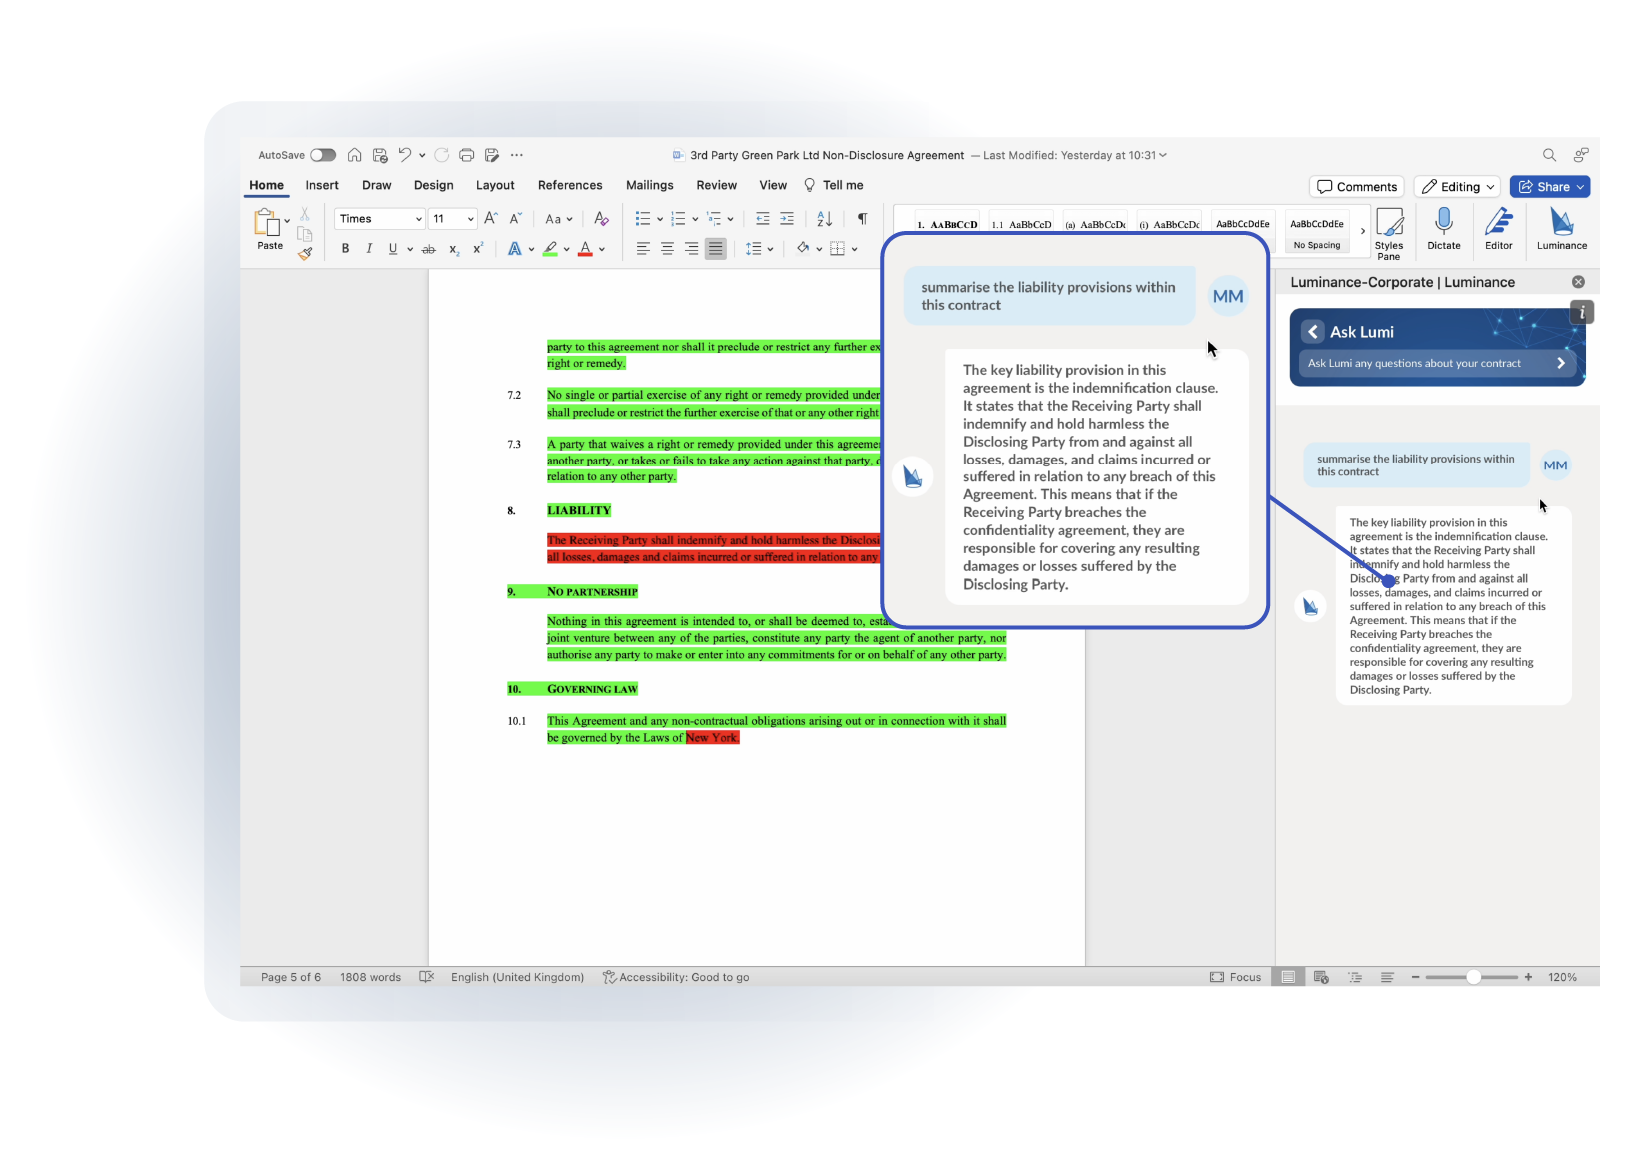 AutoSave
3rd Party Green Park Ltd Non-Disclosure Agreement — Last Modified: Yesterday at 10:31
Home Insert Draw Design Layout References Mailings Review View Tell me
Comments Editing Share
Paste
Times 11
Aa
B I U ab x₂ x² A A
1. AABBCCD 1.1 AaBbCcD (a) AaBbCcDc (i) AaBbCcDc AaBbCcDdEe AaBbCcDdEe
No Spacing
Styles Pane
Dictate
Editor
Luminance
party to this agreement nor shall it preclude or restrict any further ex
right or remedy.
7.2 No single or partial exercise of any right or remedy provided under
shall preclude or restrict the further exercise of that or any other right
7.3 A party that waives a right or remedy provided under this agreemen
another party, or takes or fails to take any action against that party, d
relation to any other party.
8. LIABILITY
The Receiving Party shall indemnify and hold harmless the Disclosi
all losses, damages and claims incurred or suffered in relation to any
9. NO PARTNERSHIP
Nothing in this agreement is intended to, or shall be deemed to, esta
joint venture between any of the parties, constitute any party the agent of another party, nor
authorise any party to make or enter into any commitments for or on behalf of any other party.
10. GOVERNING LAW
10.1 This Agreement and any non-contractual obligations arising out or in connection with it shall
be governed by the Laws of New York.
summarise the liability provisions within
this contract
MM
The key liability provision in this
agreement is the indemnification clause.
It states that the Receiving Party shall
indemnify and hold harmless the
Disclosing Party from and against all
losses, damages, and claims incurred or
suffered in relation to any breach of this
Agreement. This means that if the
Receiving Party breaches the
confidentiality agreement, they are
responsible for covering any resulting
damages or losses suffered by the
Disclosing Party.
Luminance-Corporate | Luminance
i
Ask Lumi
Ask Lumi any questions about your contract
summarise the liability provisions within
this contract
MM
The key liability provision in this
agreement is the indemnification clause.
It states that the Receiving Party shall
indemnify and hold harmless the
Disclosing Party from and against all
losses, damages, and claims incurred or
suffered in relation to any breach of this
Agreement. This means that if the
Receiving Party breaches the
confidentiality agreement, they are
responsible for covering any resulting
damages or losses suffered by the
Disclosing Party.
Page 5 of 6 1808 words English (United Kingdom) Accessibility: Good to go
Focus 120%